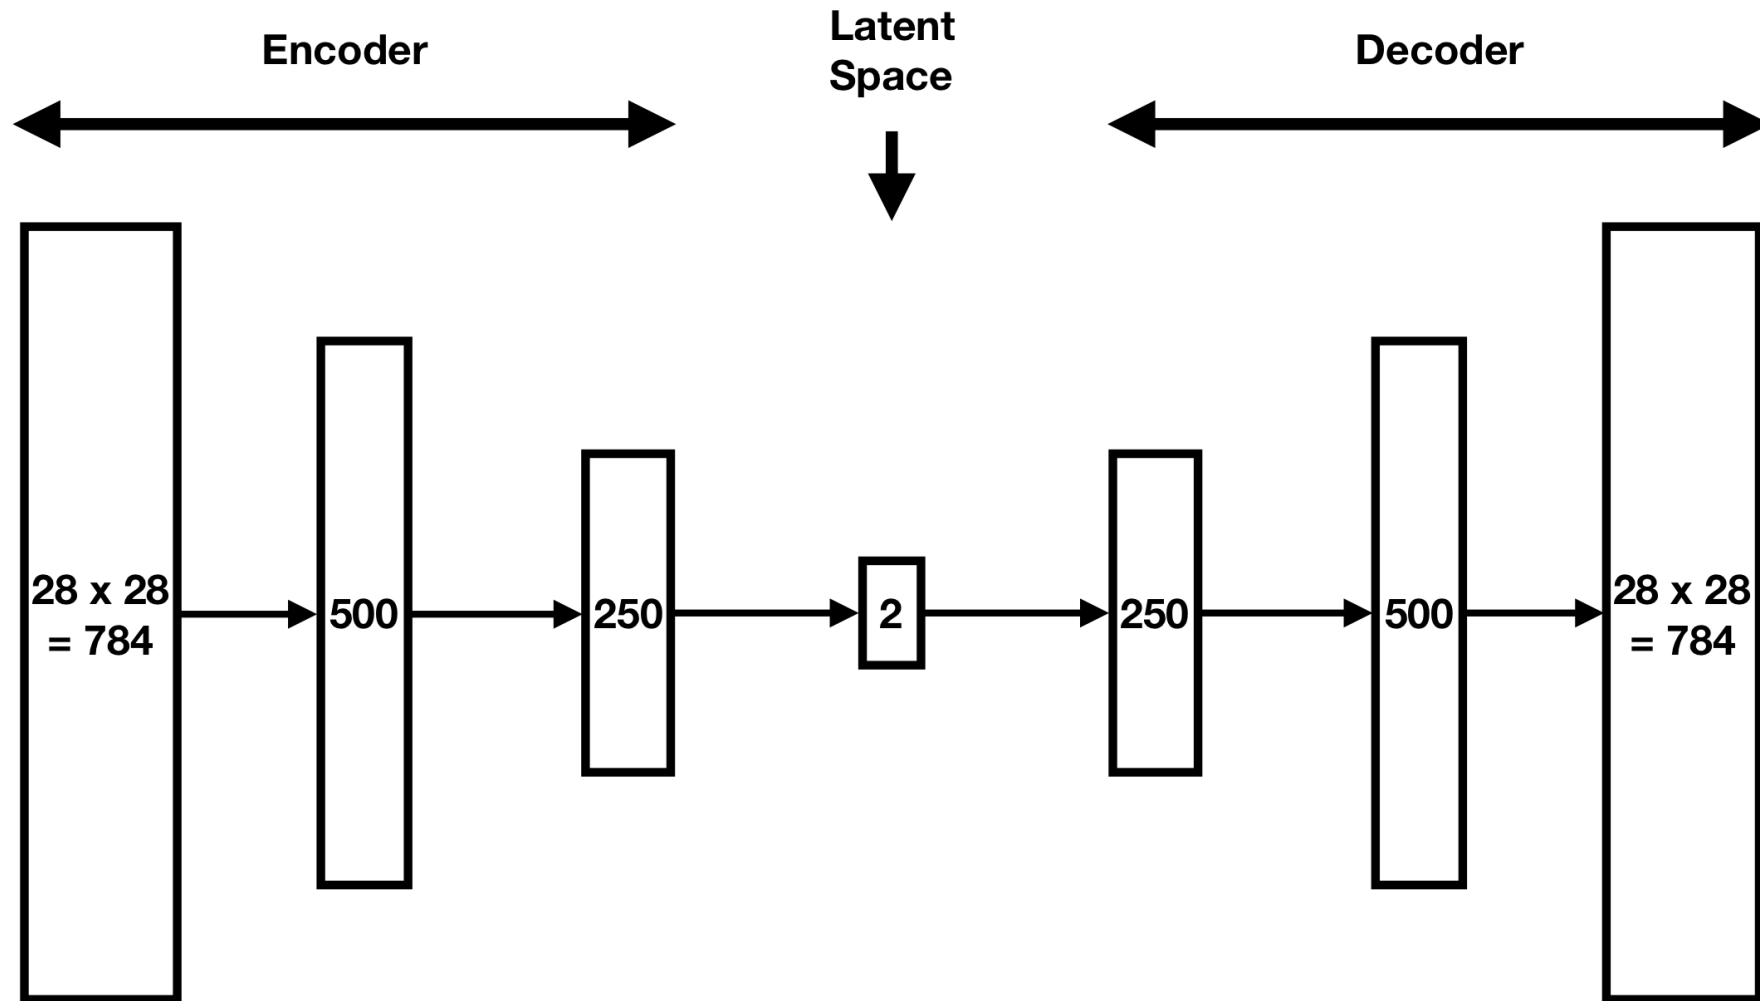 Encoder
Latent
Space
Decoder
28 x 28
= 784
500
250
2
250
500
28 x 28
= 784